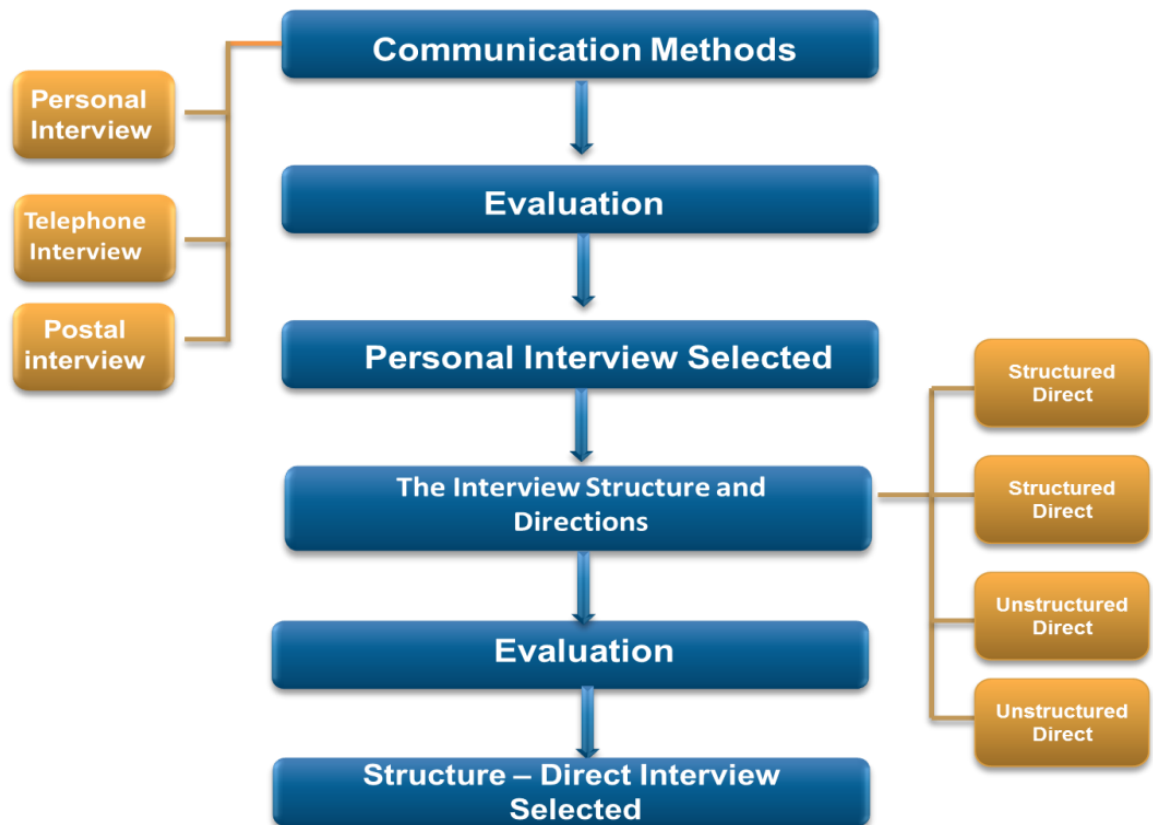 Communication Methods
Personal
Interview
Telephone
Interview
Postal
interview
Evaluation
Personal Interview Selected
The Interview Structure and
Directions
Structured
Direct
Structured
Direct
Unstructured
Direct
Unstructured
Direct
Evaluation
Structure – Direct Interview
Selected